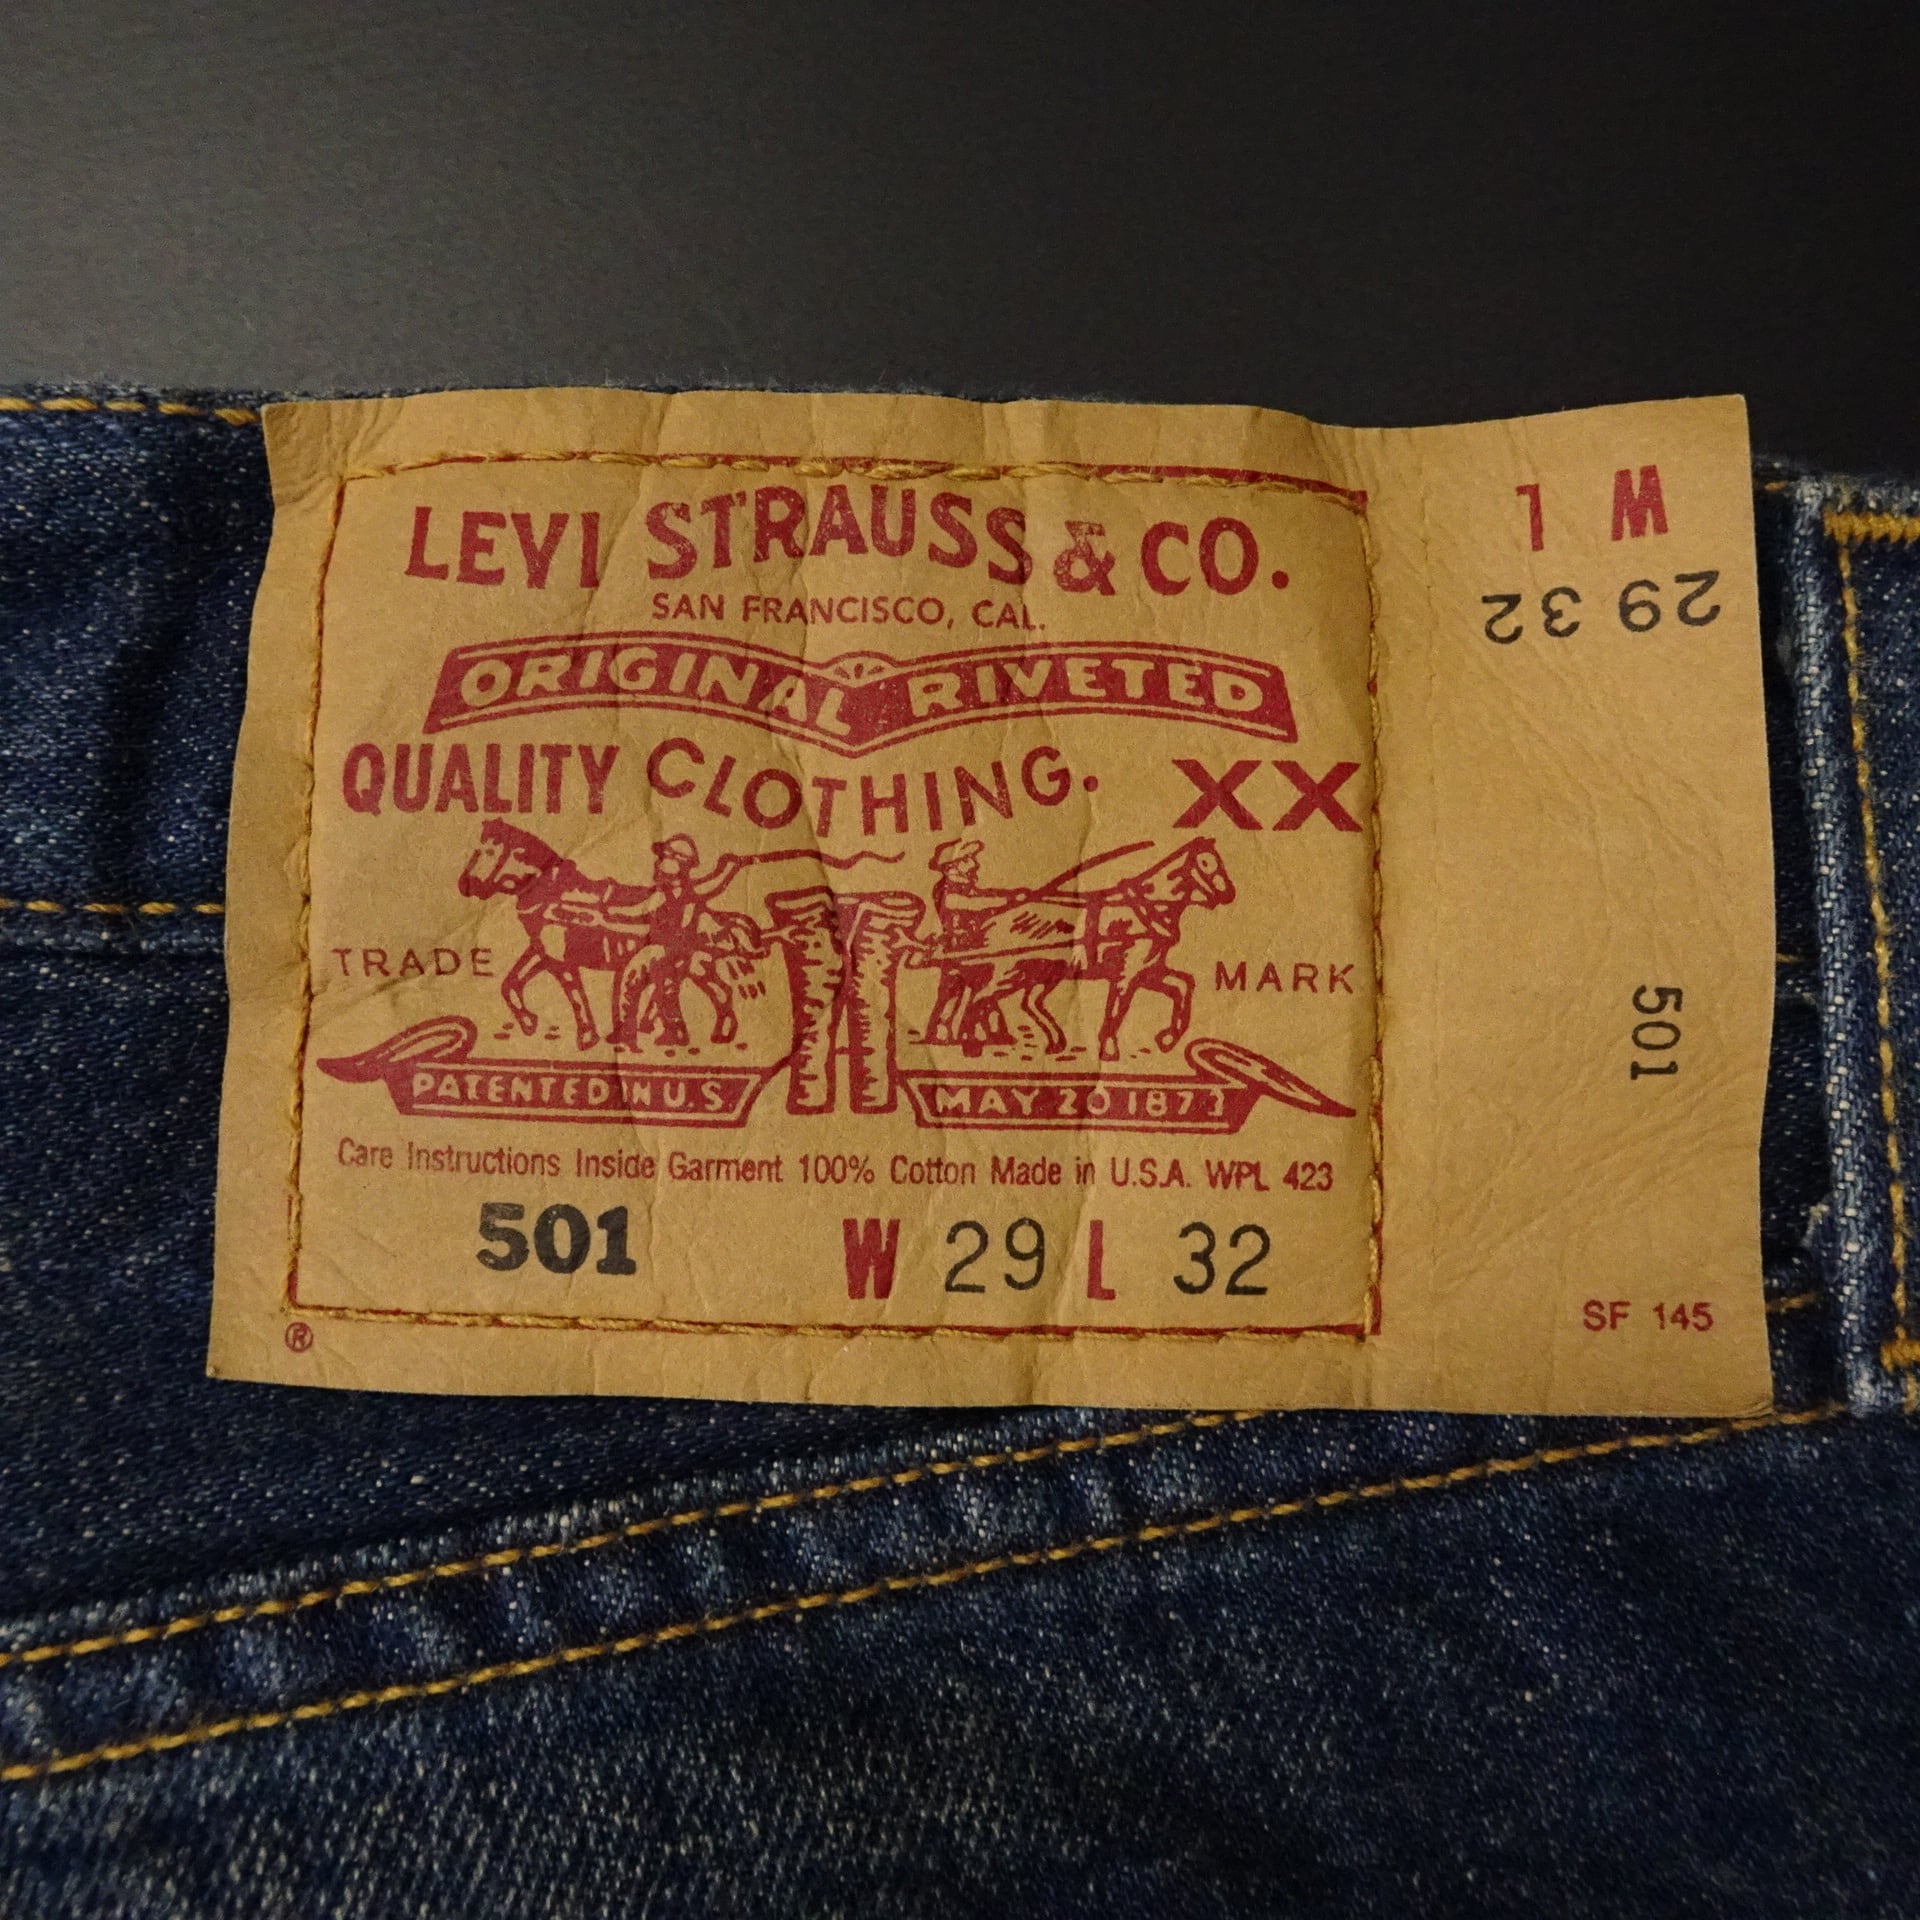 LEVI STRAUSS & CO.
SAN FRANCISCO, CAL.
ORIGINAL RIVETED
QUALITY CLOTHING. XX
TRADE MARK
PATENTED IN U.S. MAY 20 1873
Care Instructions Inside Garment 100% Cotton Made in U.S.A. WPL 423
501 W 29 L 32
®
W L
29 32
501
SF 145